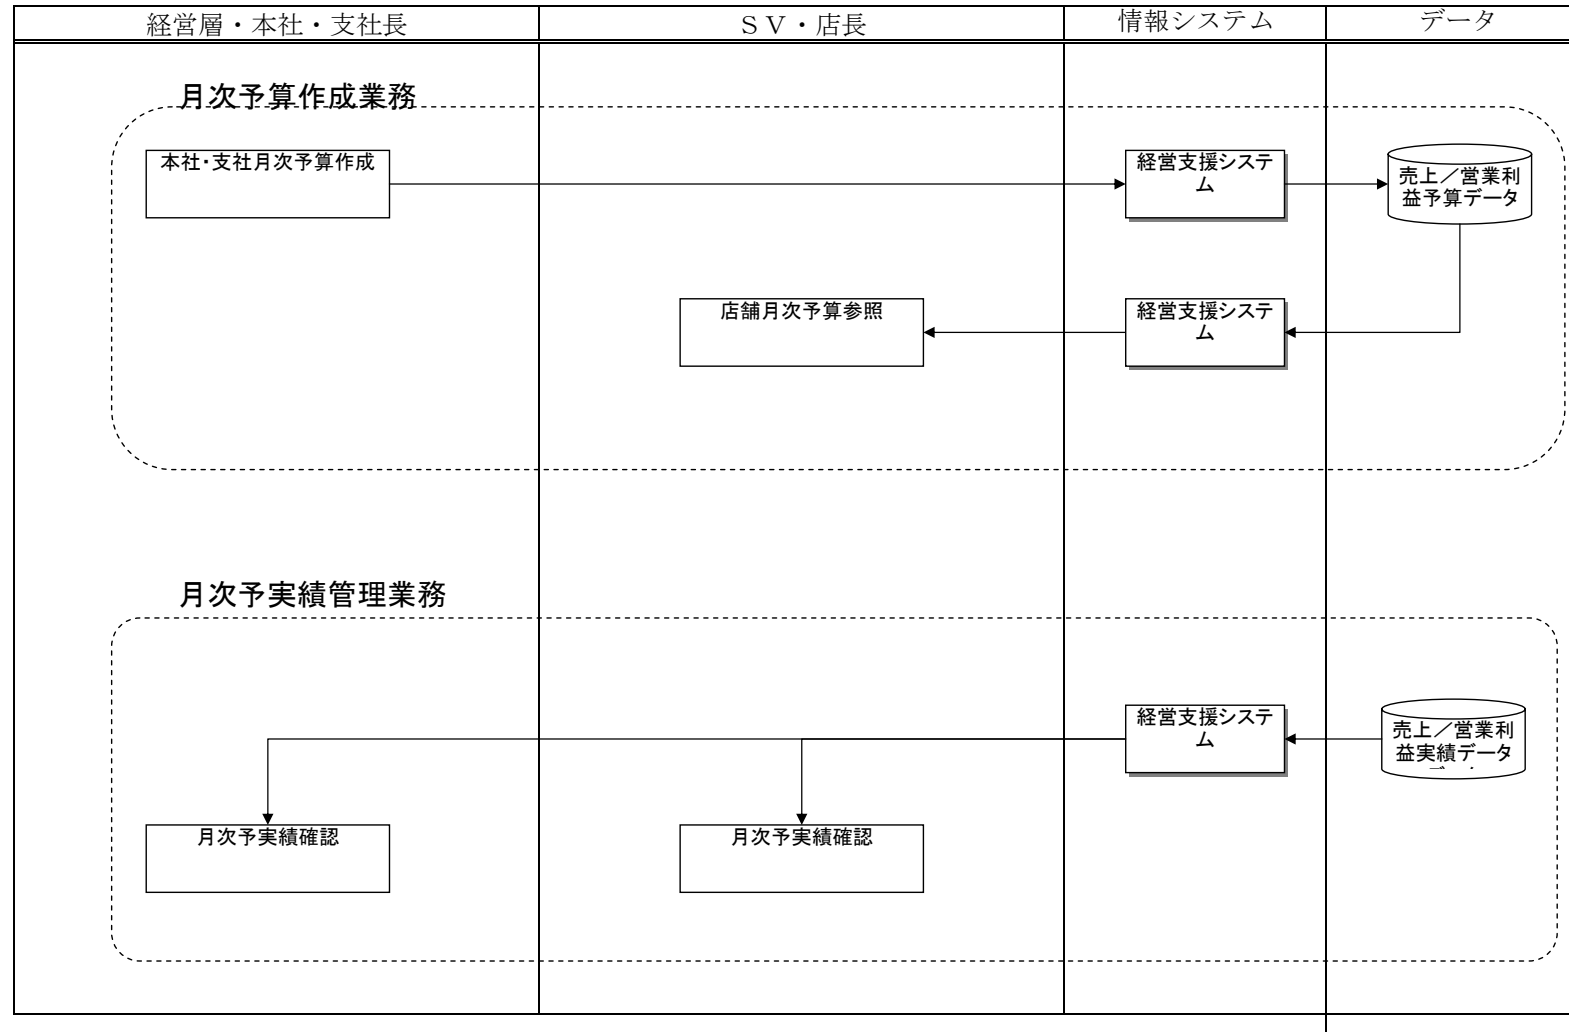 経営層・本社・支社長
ＳＶ・店長
情報システム
データ
月次予算作成業務
本社・支社月次予算作成
経営支援システ
ム
売上／営業利
益予算データ
店舗月次予算参照
経営支援システ
ム
月次予実績管理業務
経営支援システ
ム
売上／営業利
益実績データ
月次予実績確認
月次予実績確認